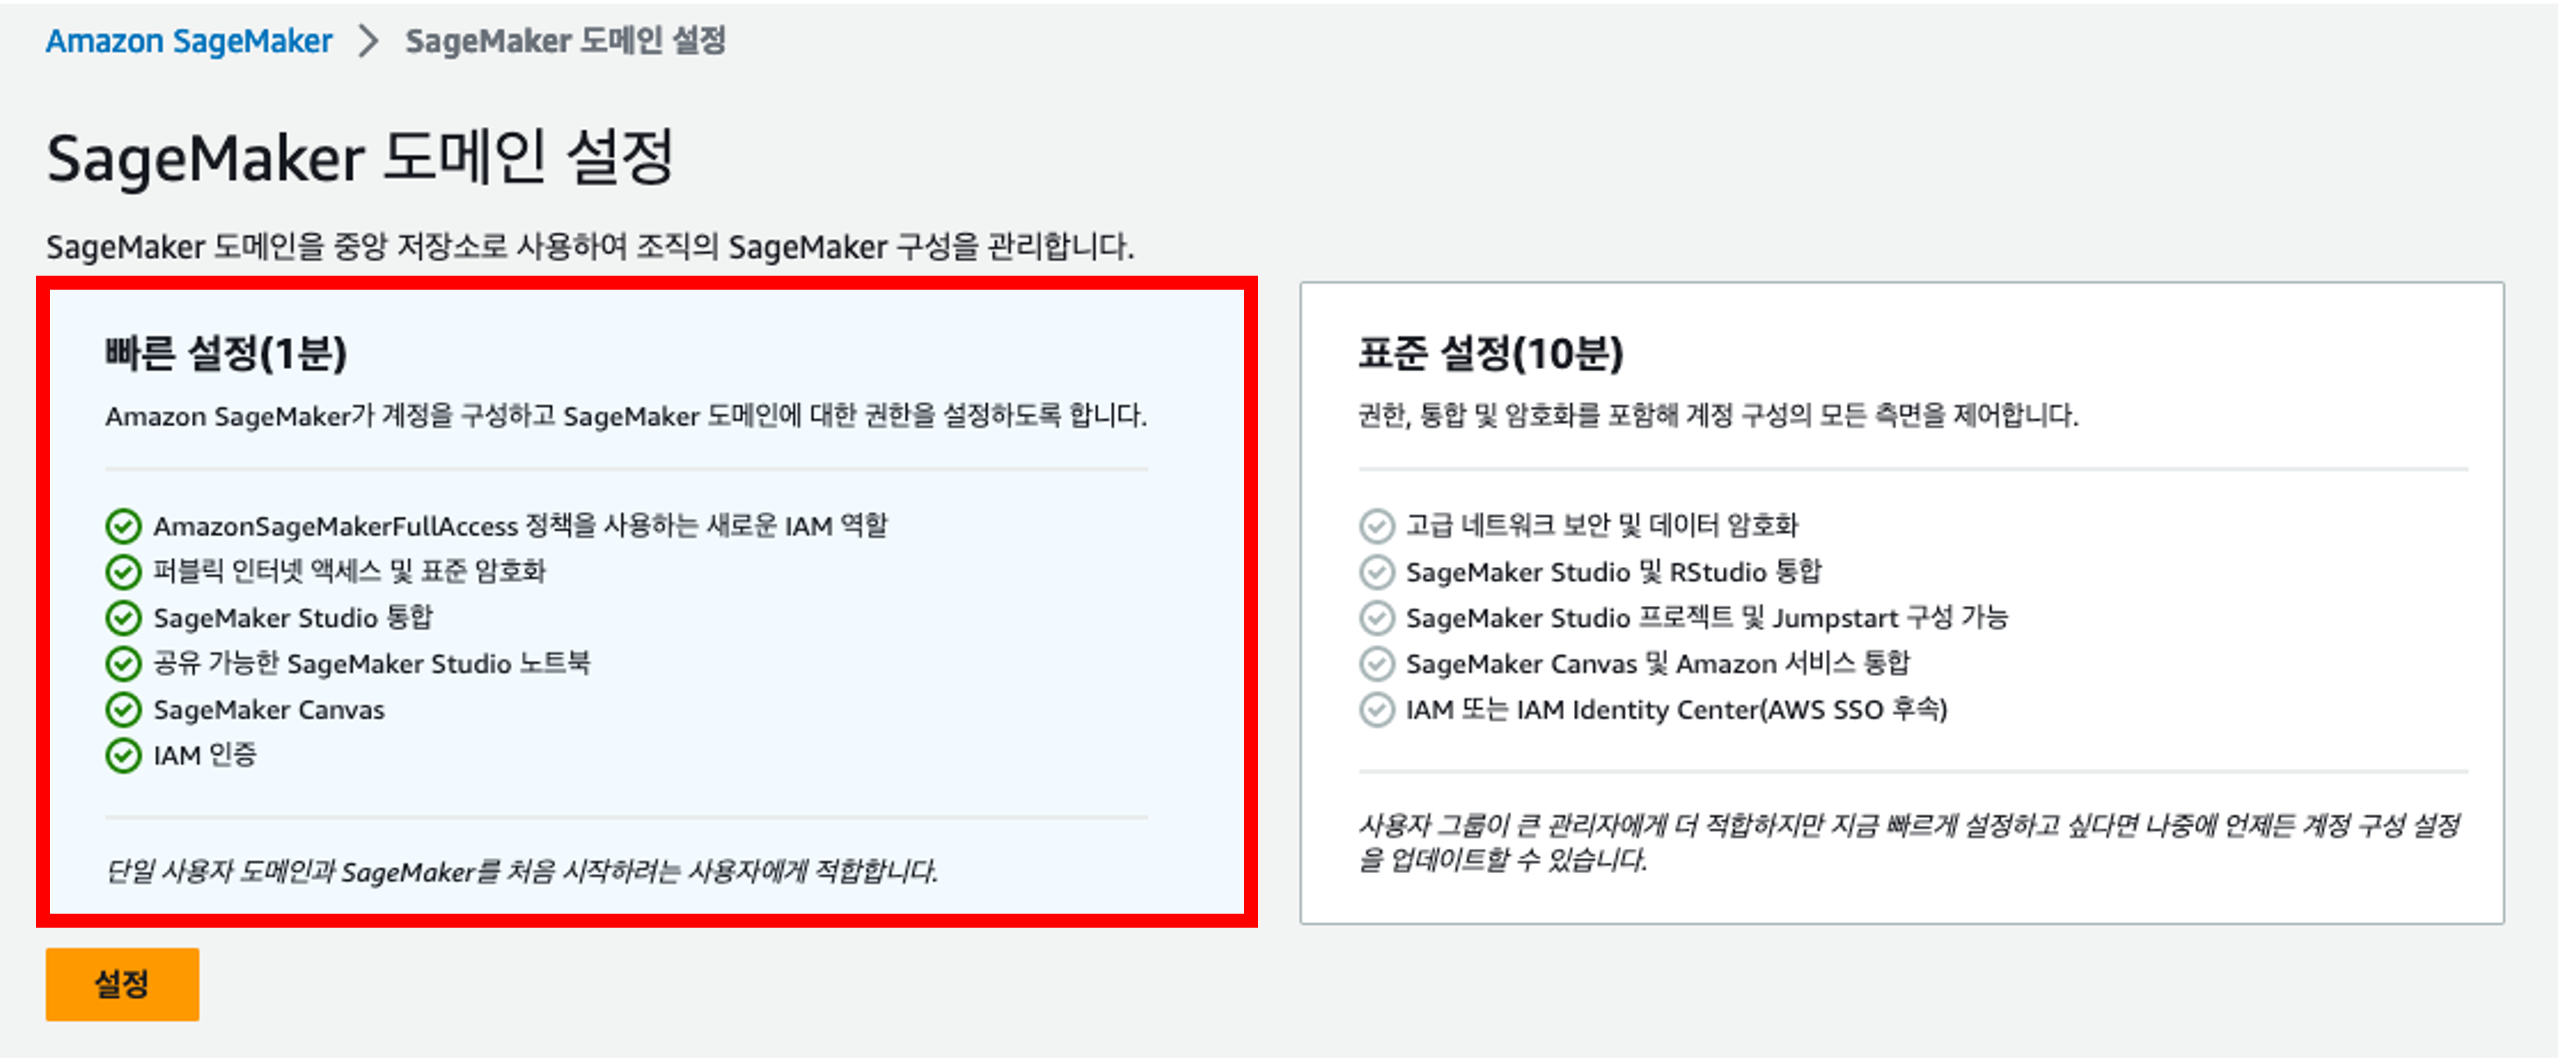 Amazon SageMaker > SageMaker 도메인 설정
SageMaker 도메인 설정
SageMaker 도메인을 중앙 저장소로 사용하여 조직의 SageMaker 구성을 관리합니다.
빠른 설정(1분)
Amazon SageMaker가 계정을 구성하고 SageMaker 도메인에 대한 권한을 설정하도록 합니다.
AmazonSageMakerFullAccess 정책을 사용하는 새로운 IAM 역할
퍼블릭 인터넷 액세스 및 표준 암호화
SageMaker Studio 통합
공유 가능한 SageMaker Studio 노트북
SageMaker Canvas
IAM 인증
단일 사용자 도메인과 SageMaker를 처음 시작하려는 사용자에게 적합합니다.
표준 설정(10분)
권한, 통합 및 암호화를 포함해 계정 구성의 모든 측면을 제어합니다.
고급 네트워크 보안 및 데이터 암호화
SageMaker Studio 및 RStudio 통합
SageMaker Studio 프로젝트 및 Jumpstart 구성 가능
SageMaker Canvas 및 Amazon 서비스 통합
IAM 또는 IAM Identity Center(AWS SSO 후속)
사용자 그룹이 큰 관리자에게 더 적합하지만 지금 빠르게 설정하고 싶다면 나중에 언제든 계정 구성 설정
을 업데이트할 수 있습니다.
설정